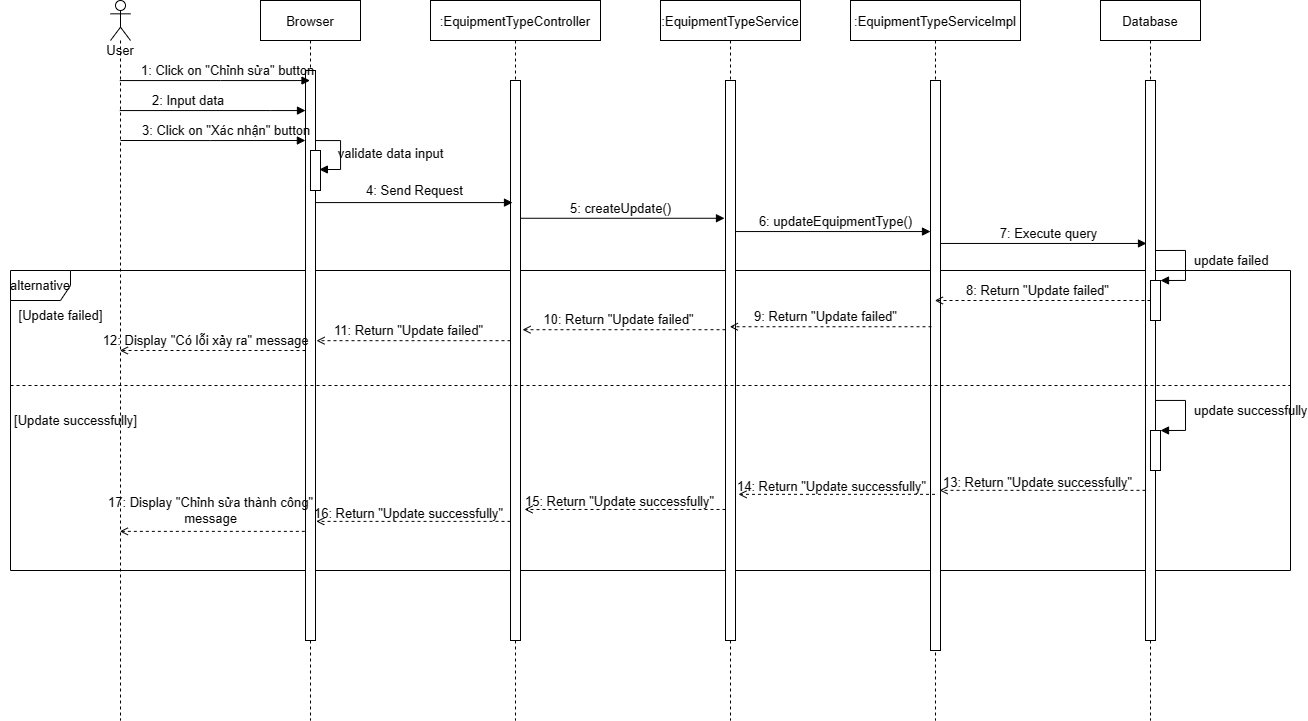 User
Browser
:EquipmentTypeController
:EquipmentTypeService
:EquipmentTypeServiceImpl
Database
1: Click on "Chỉnh sửa" button
2: Input data
3: Click on "Xác nhận" button
validate data input
4: Send Request
5: createUpdate()
6: updateEquipmentType()
7: Execute query
update failed
alternative
[Update failed]
8: Return "Update failed"
9: Return "Update failed"
10: Return "Update failed"
11: Return "Update failed"
12: Display "Có lỗi xảy ra" message
[Update successfully]
update successfully
13: Return "Update successfully"
14: Return "Update successfully"
15: Return "Update successfully"
16: Return "Update successfully"
17: Display "Chỉnh sửa thành công"
message